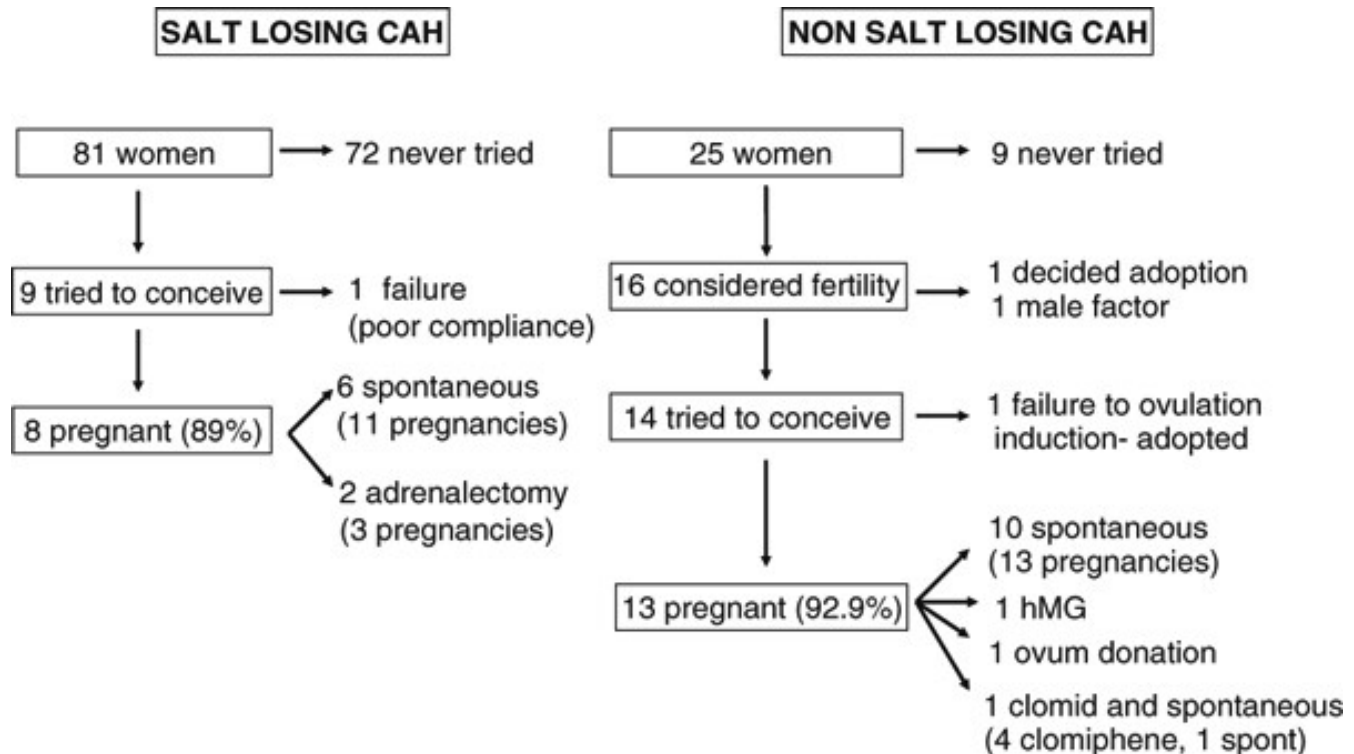 SALT LOSING CAH
81 women
72 never tried
9 tried to conceive
1 failure
(poor compliance)
8 pregnant (89%)
6 spontaneous
(11 pregnancies)
2 adrenalectomy
(3 pregnancies)
NON SALT LOSING CAH
25 women
9 never tried
16 considered fertility
1 decided adoption
1 male factor
14 tried to conceive
1 failure to ovulation
induction- adopted
13 pregnant (92.9%)
10 spontaneous
(13 pregnancies)
1 hMG
1 ovum donation
1 clomid and spontaneous
(4 clomiphene, 1 spont)